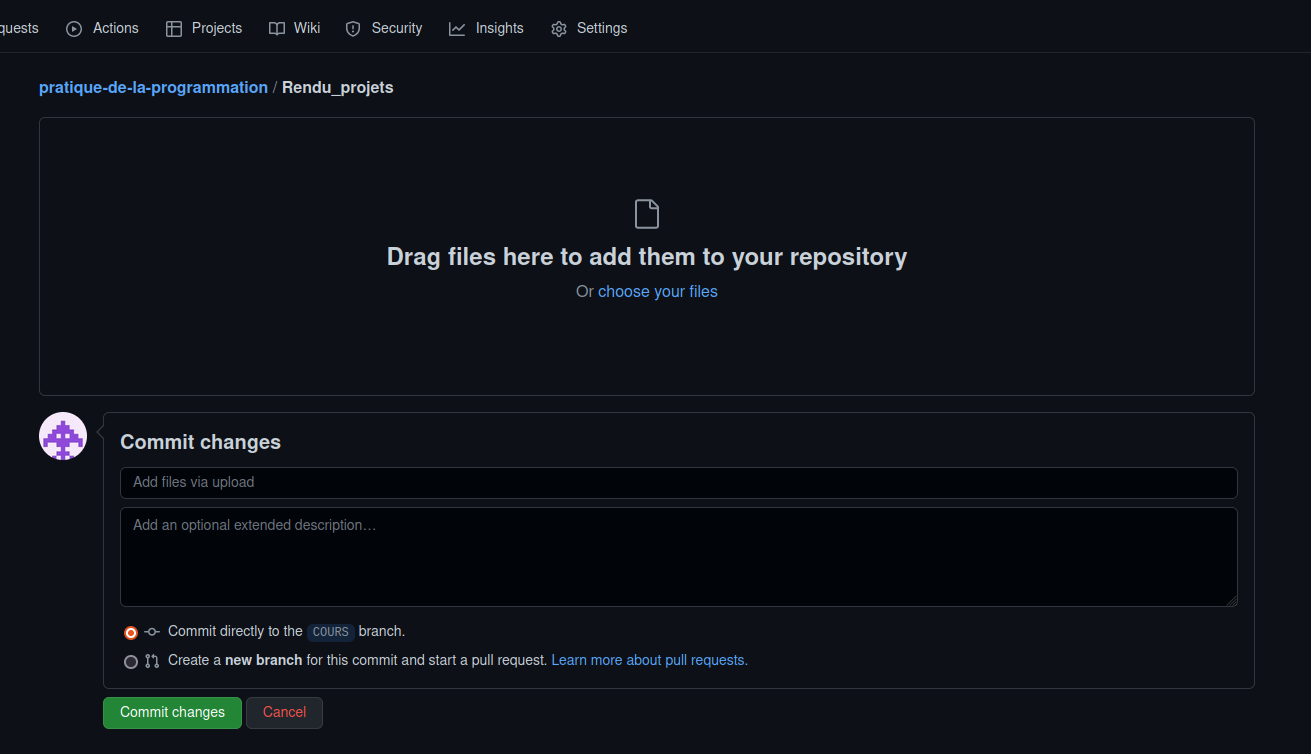 quests Actions Projects Wiki Security Insights Settings
pratique-de-la-programmation / Rendu_projets
Drag files here to add them to your repository
Or choose your files
Commit changes
Add files via upload
Add an optional extended description…
Commit directly to the COURS branch.
Create a new branch for this commit and start a pull request. Learn more about pull requests.
Commit changes Cancel